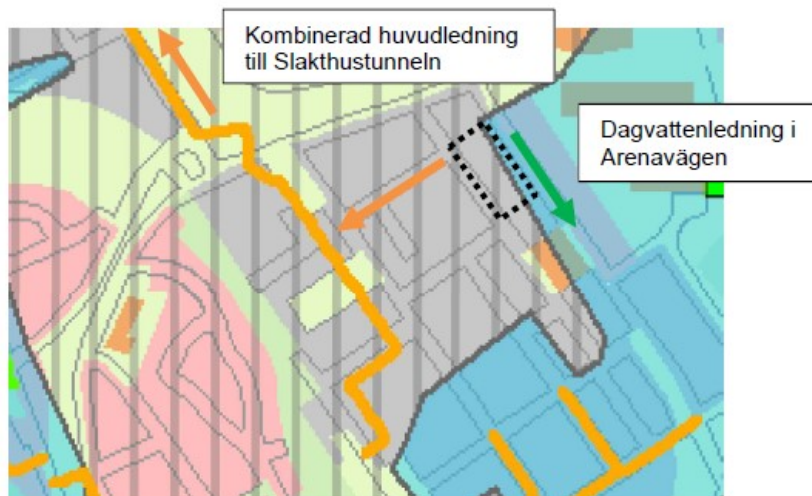 Kombinerad huvudledning
till Slakthustunneln
Dagvattenledning i
Arenavägen